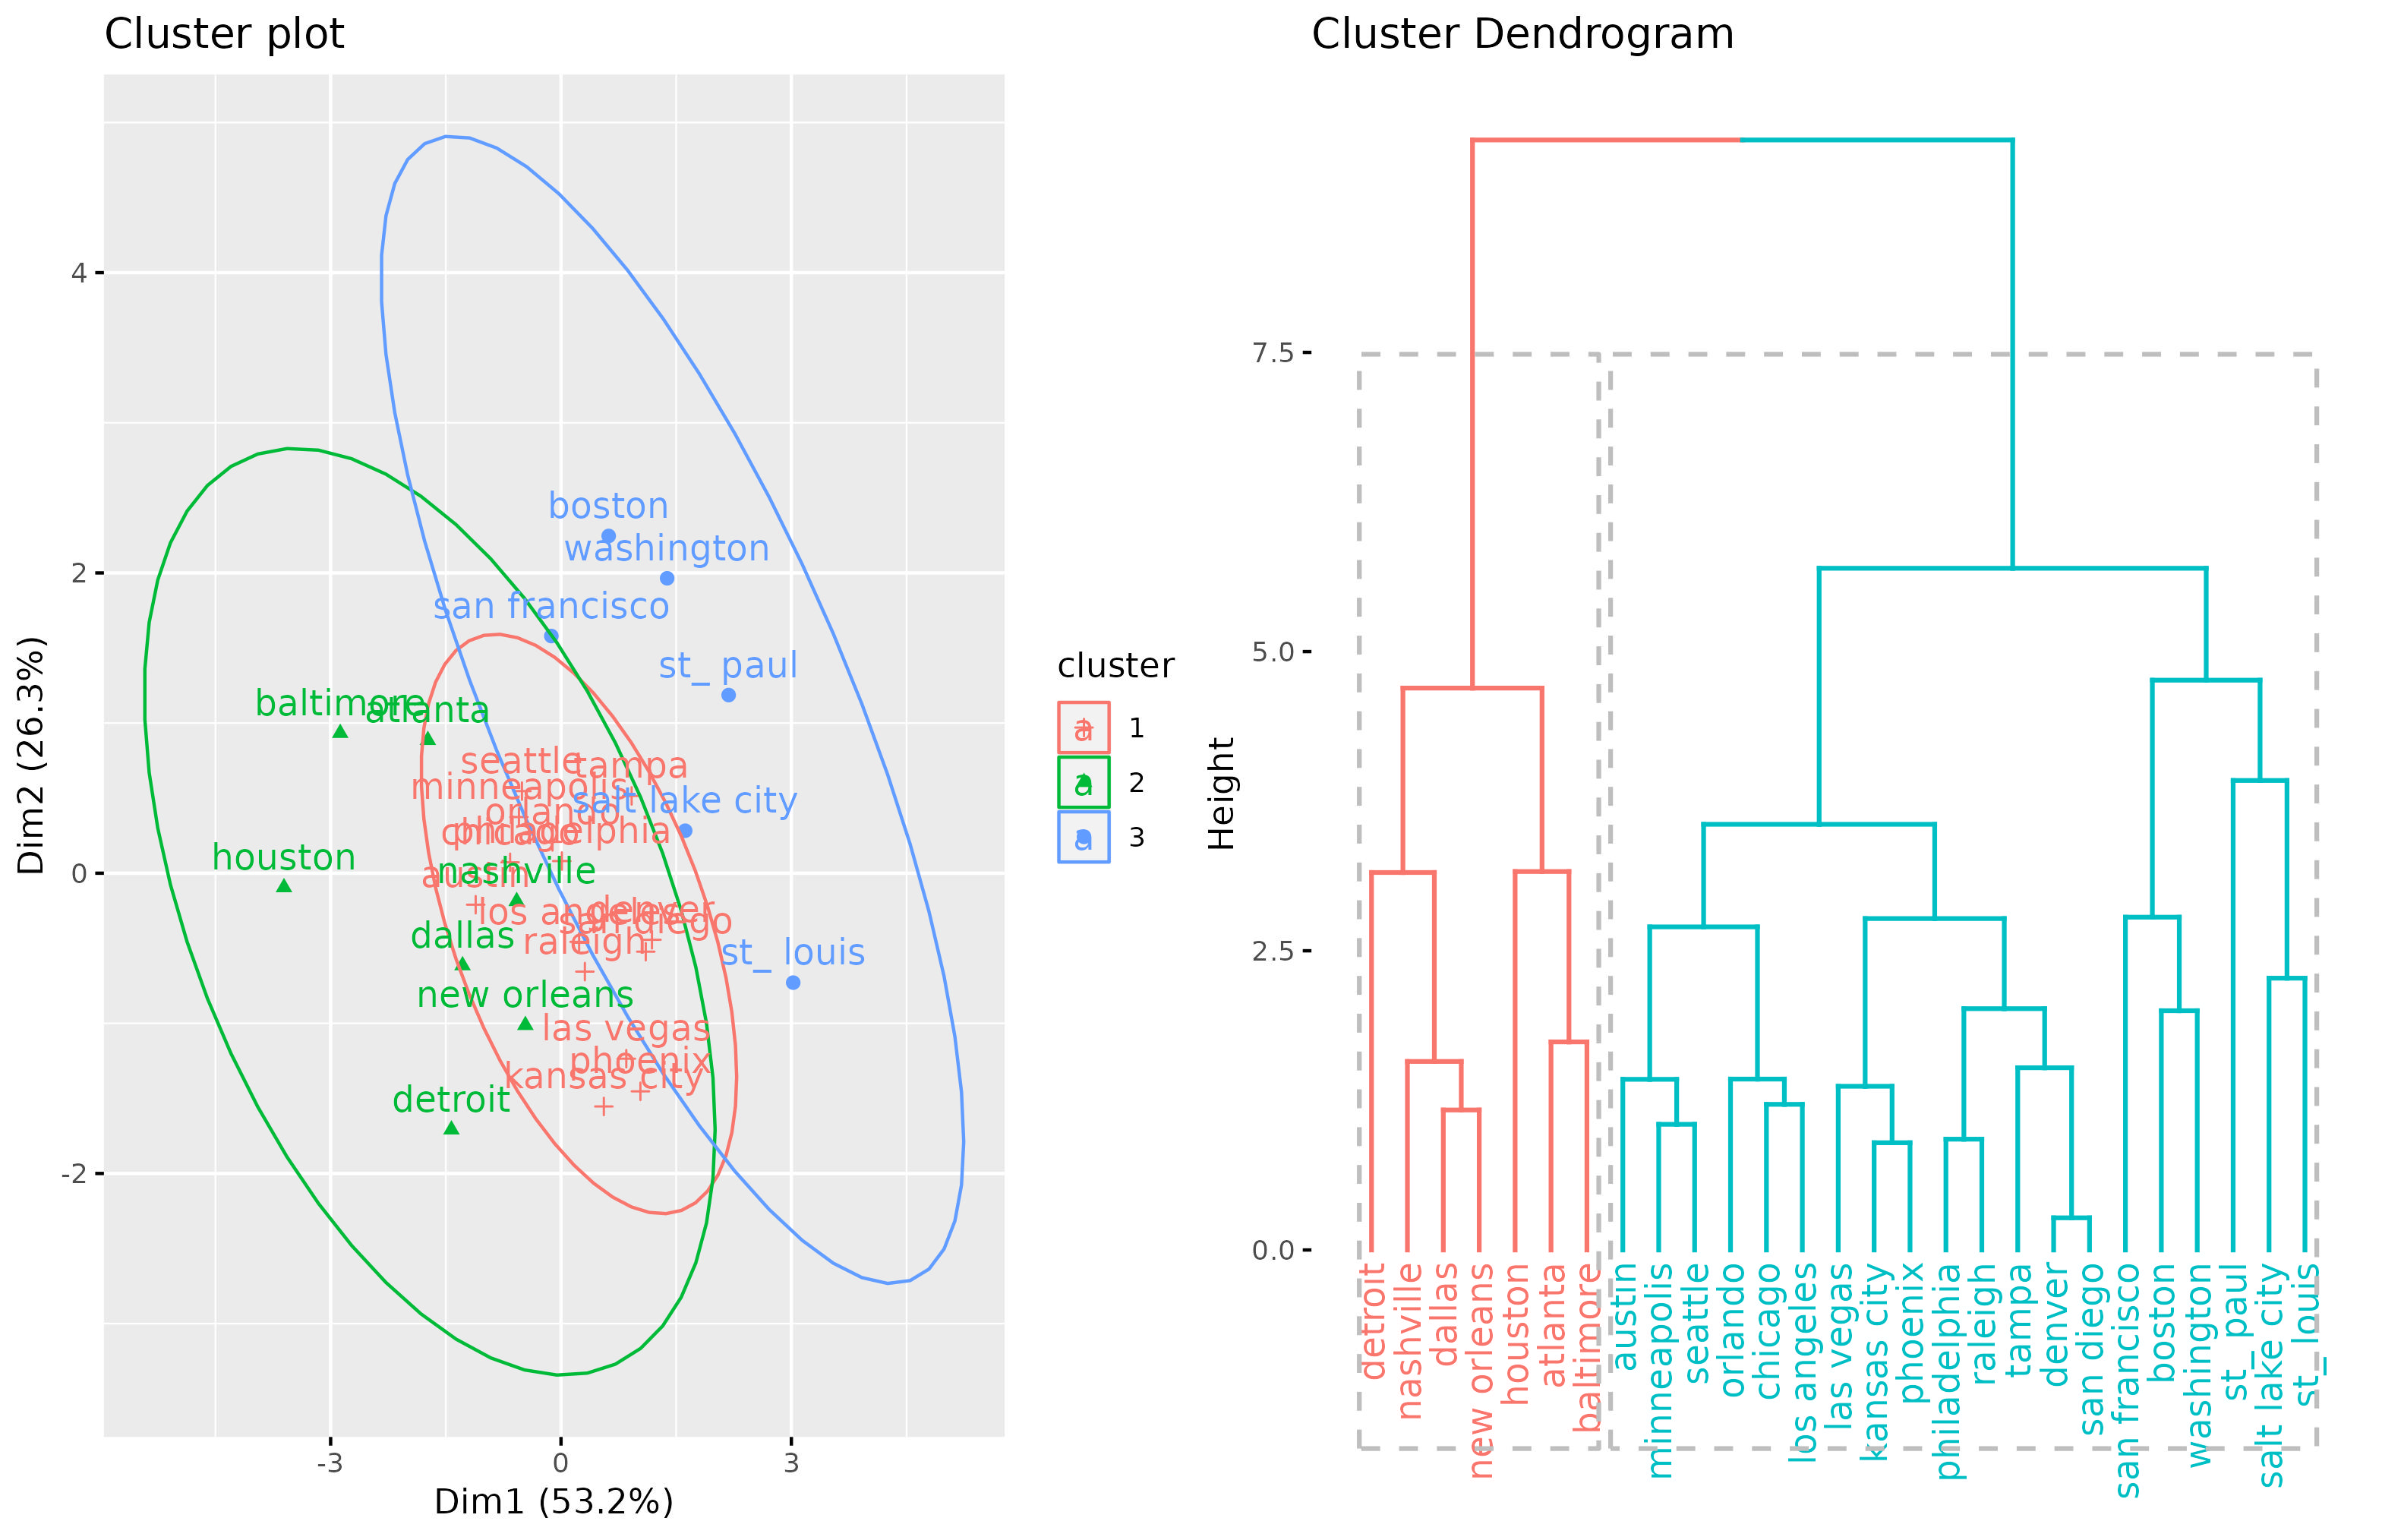 Cluster plot
4
2
0
-2
-3
0
3
Dim2 (26.3%)
Dim1 (53.2%)
boston
washington
san francisco
st_ paul
baltimore
atlanta
seattle
tampa
minneapolis
salt lake city
orlando
chicago
philadelphia
houston
nashville
austin
los angeles
denver
san diego
dallas
raleigh
st_ louis
new orleans
las vegas
phoenix
kansas city
detroit
cluster
a 1
a 2
a 3
Cluster Dendrogram
Height
7.5
5.0
2.5
0.0
detroit
nashville
dallas
new orleans
houston
atlanta
baltimore
austin
minneapolis
seattle
orlando
chicago
los angeles
las vegas
kansas city
phoenix
philadelphia
raleigh
tampa
denver
san diego
san francisco
boston
washington
st_ paul
salt lake city
st_ louis